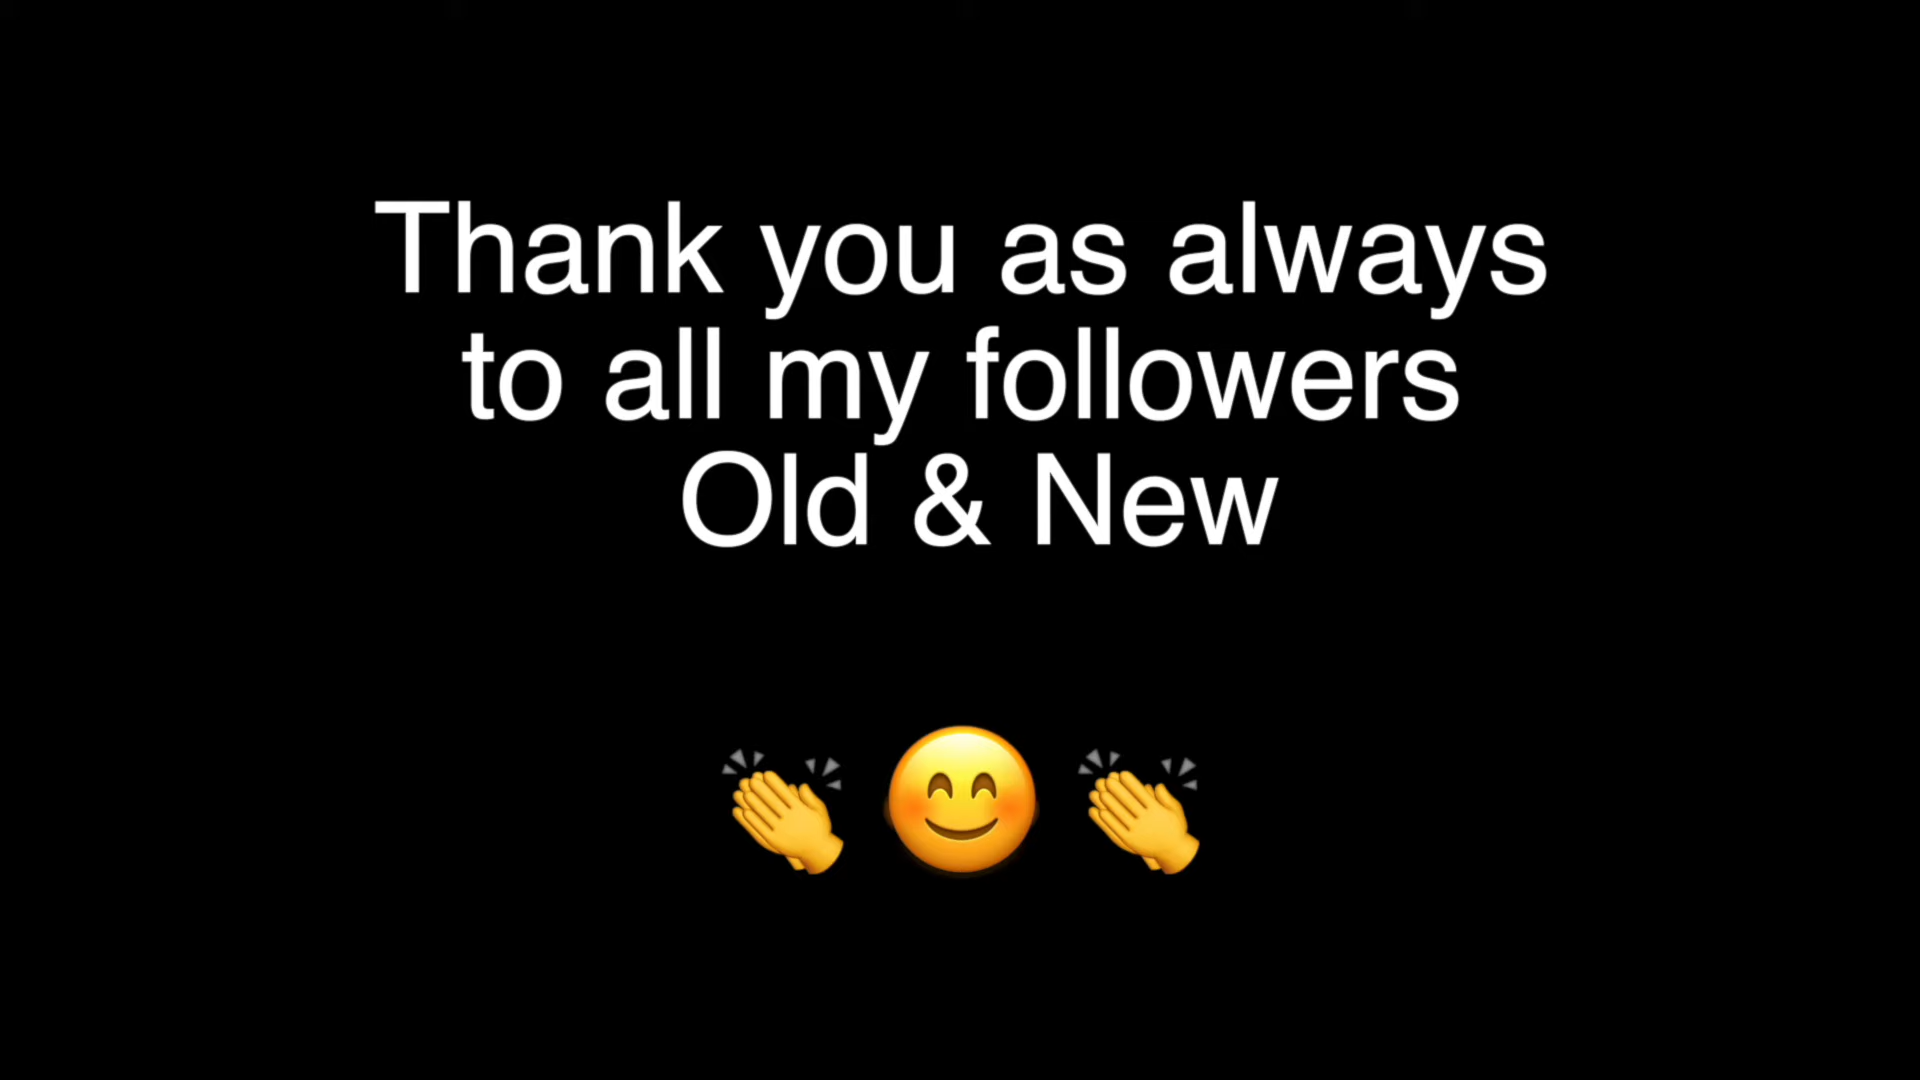 Thank you as always
to all my followers
Old & New
👏 😊 👏